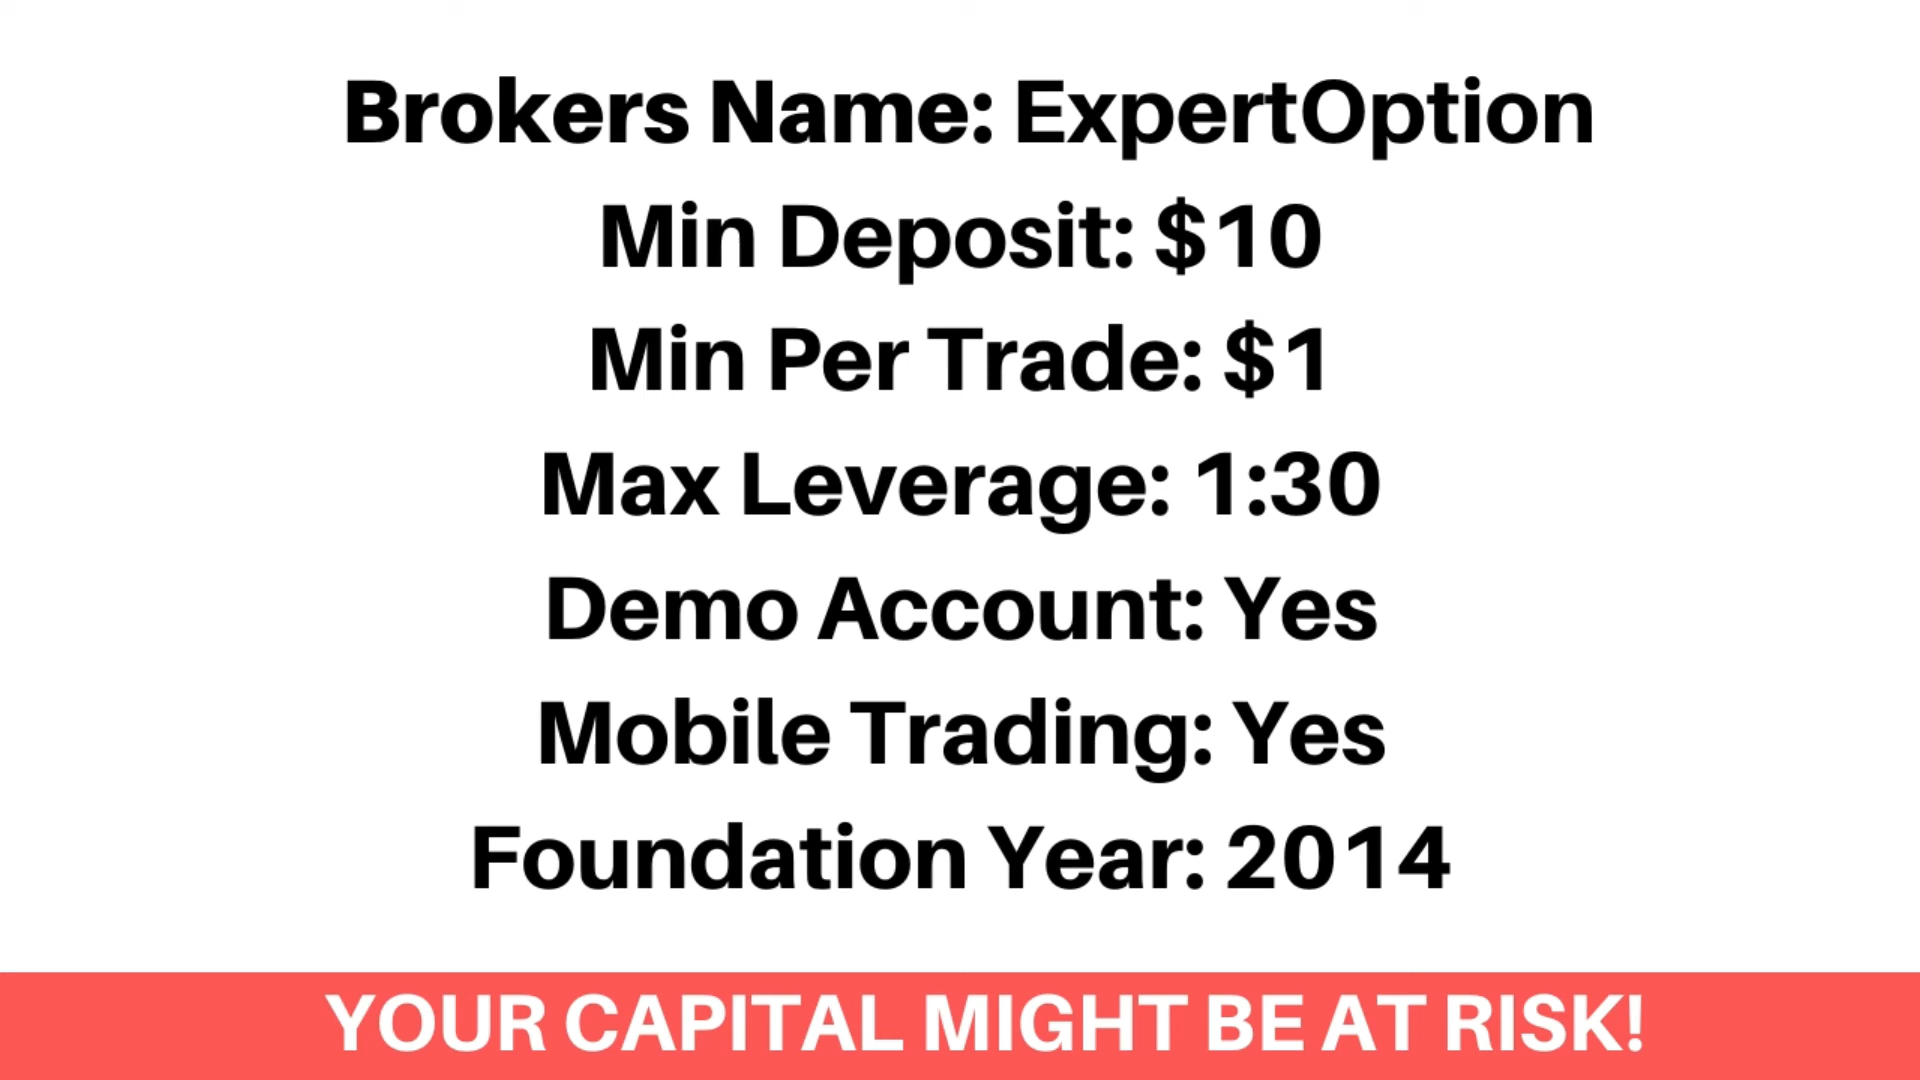 Brokers Name: ExpertOption
Min Deposit: $10
Min Per Trade: $1
Max Leverage: 1:30
Demo Account: Yes
Mobile Trading: Yes
Foundation Year: 2014
YOUR CAPITAL MIGHT BE AT RISK!